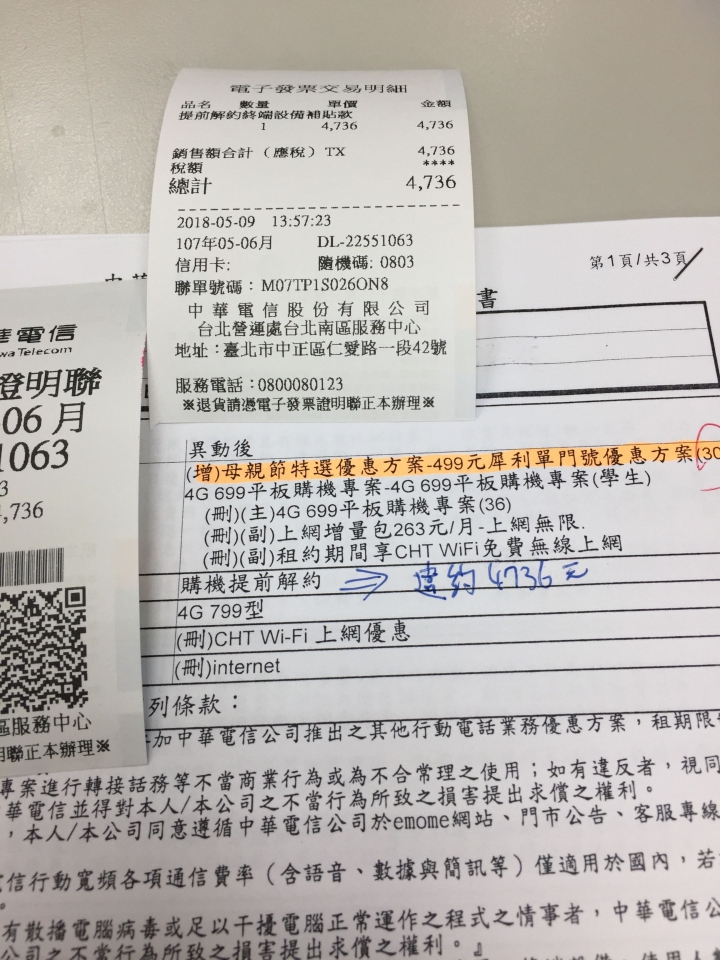 電子發票交易明細
品名 數量 單價 金額
提前解約終端設備補貼款
1 4,736 4,736
銷售額合計(應稅) TX 4,736
稅額 ****
總計 4,736
2018-05-09 13:57:23
107年05-06月 DL-22551063
信用卡: 隨機碼: 0803
聯單號碼: M07TP1S026ON8
中華電信股份有限公司
台北營運處台北南區服務中心
地址:臺北市中正區仁愛路一段42號
服務電話:0800080123
※退貨請憑電子發票證明聯正本辦理※
第1頁/共3頁
書
華電信
wa Telecom
證明聯
-06月
1063
3
4,736
區服務中心
明聯正本辦理※
異動後
(增)母親節特選優惠方案-499元犀利單門號優惠方案(30
4G 699平板購機專案-4G 699平板購機專案(學生)
(刪)(主)4G 699平板購機專案(36)
(刪)(副)上網增量包263元/月-上網無限.
(刪)(副)租約期間享CHT WiFi免費無線上網
購機提前解約 ⇒ 違約4736元
4G 799型
(刪)CHT Wi-Fi 上網優惠
(刪)internet
列條款:
加中華電信公司推出之其他行動電話業務優惠方案,租期限
專案進行轉接話務等不當商業行為或為不合常理之使用;如有違反者,視同
華電信並得對本人/本公司之不當行為所致之損害提出求償之權利。
,本人/本公司同意遵循中華電信公司於emome網站、門市公告、客服專線
信行動寬頻各項通信費率(含語音、數據與簡訊等)僅適用於國內,若
。
有散播電腦病毒或足以干擾電腦正常運作之程式之情事者,中華電信公
公司之不當行為所致之損害提出求償之權利。』